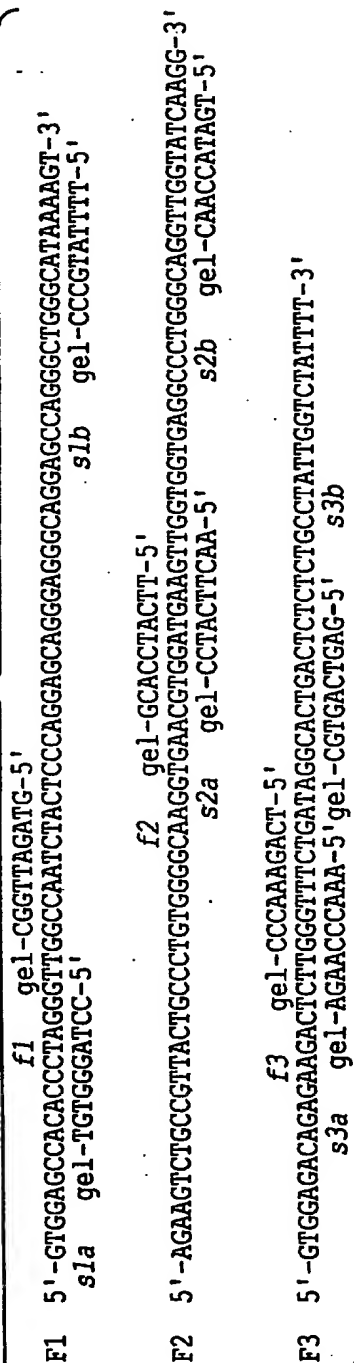 f1 gel-CGGTTAGATG-5'
F1 5'-GTGGAGCCACACCCTAGGGTTGGCCAATCTACTCCCAGGAGCAGGGAGGGCAGGAGCCAGGGCTGGGCATAAAAGT-3'
s1a gel-TGTGGGATCC-5' s1b gel-CCCGTATTTT-5'
f2 gel-GCACCTACTT-5'
F2 5'-AGAAGTCTGCCGTTACTGCCCTGTGGGGCAAGGTGAACGTGGATGAAGTTGGTGGTGAGGCCCTGGGCAGGTTGGTATCAAGG-3'
s2a gel-CCTACTTCAA-5' s2b gel-CAACCATAGT-5'
f3 gel-CCCAAAGACT-5'
F3 5'-GTGGAGACAGAGAAGACTCTTGGGTTTCTGATAGGCACTGACTCTCTCTGCCTATTGGTCTATTTT-3'
s3a gel-AGAACCCAAA-5'gel-CGTGACTGAG-5' s3b